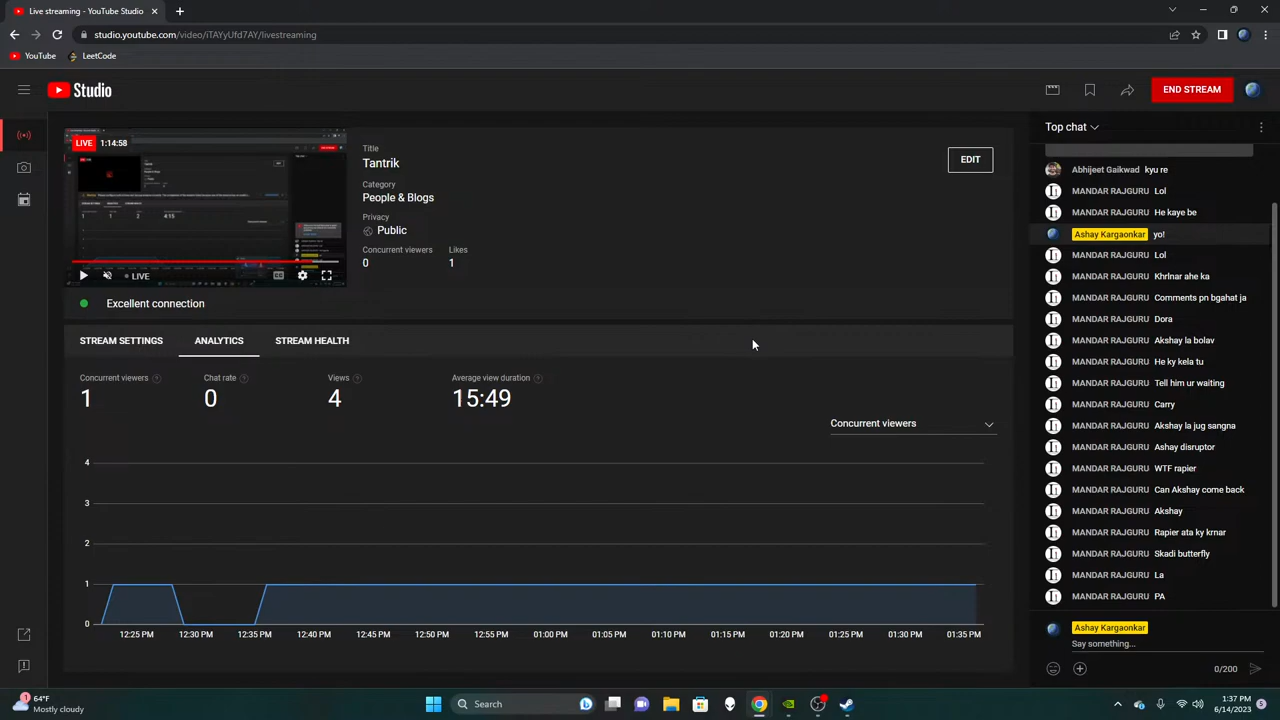 Live streaming - YouTube Studio
studio.youtube.com/video/iTAYyUfd7AY/livestreaming
YouTube
LeetCode
Studio
END STREAM
LIVE
1:14:58
LIVE
Title
Tantrik
Category
People & Blogs
Privacy
Public
Concurrent viewers
Likes
0
1
EDIT
Excellent connection
STREAM SETTINGS
ANALYTICS
STREAM HEALTH
Concurrent viewers
Chat rate
Views
Average view duration
1
0
4
15:49
Concurrent viewers
4
3
2
1
0
12:25 PM
12:30 PM
12:35 PM
12:40 PM
12:45 PM
12:50 PM
12:55 PM
01:00 PM
01:05 PM
01:10 PM
01:15 PM
01:20 PM
01:25 PM
01:30 PM
01:35 PM
Top chat
Abhijeet Gaikwad kyu re
MANDAR RAJGURU Lol
MANDAR RAJGURU He kaye be
Ashay Kargaonkar yo!
MANDAR RAJGURU Lol
MANDAR RAJGURU Khrlnar ahe ka
MANDAR RAJGURU Comments pn bgahat ja
MANDAR RAJGURU Dora
MANDAR RAJGURU Akshay la bolav
MANDAR RAJGURU He ky kela tu
MANDAR RAJGURU Tell him ur waiting
MANDAR RAJGURU Carry
MANDAR RAJGURU Akshay la jug sangna
MANDAR RAJGURU Ashay disruptor
MANDAR RAJGURU WTF rapier
MANDAR RAJGURU Can Akshay come back
MANDAR RAJGURU Akshay
MANDAR RAJGURU Rapier ata ky krnar
MANDAR RAJGURU Skadi butterfly
MANDAR RAJGURU La
MANDAR RAJGURU PA
Ashay Kargaonkar
Say something...
0/200
1
64°F
Mostly cloudy
Search
1:37 PM
6/14/2023